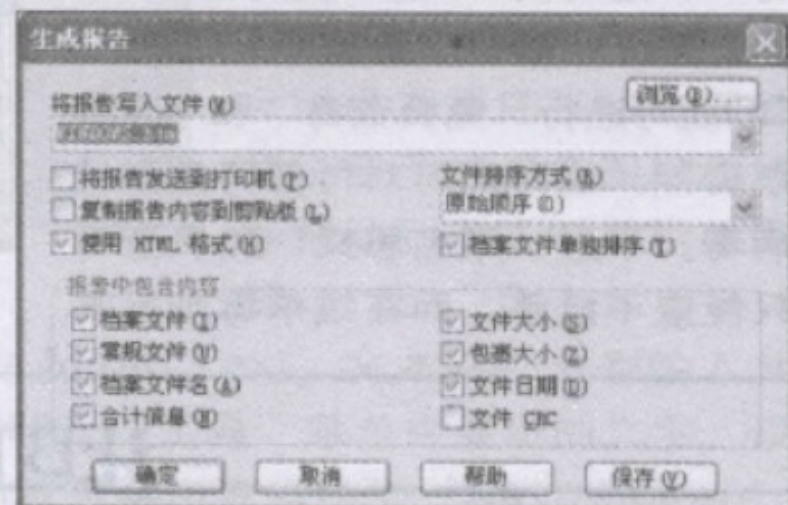 生成报告
浏览(B)...
将报告写入文件(W)
将报告发送到打印机(P)
文件排序方式(R)
复制报告内容到剪贴板(L)
原始顺序(O)
使用 HTML 格式(H)
档案文件单独排序(T)
报告中包含内容
档案文件(I)
文件大小(S)
常规文件(U)
包裹大小(Z)
档案文件名(A)
文件日期(D)
合计信息(M)
文件 CRC
确定
取消
帮助
保存(V)